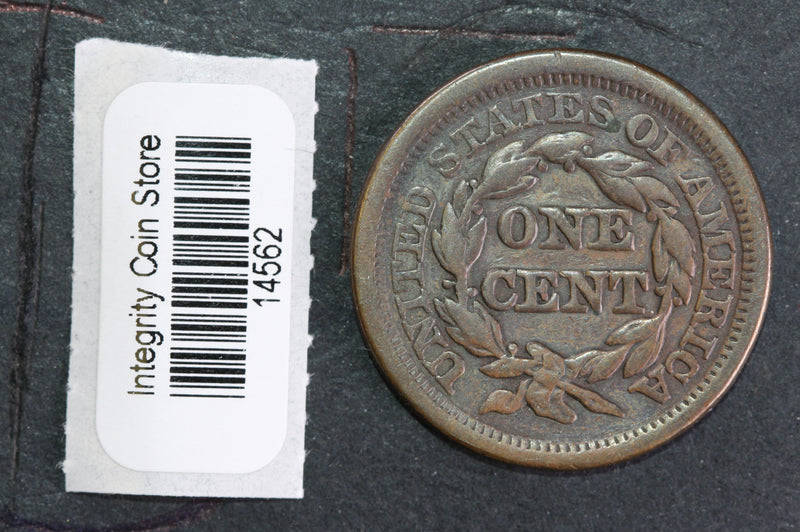 Integrity Coin Store
14562
UNITED STATES OF AMERICA
ONE
CENT